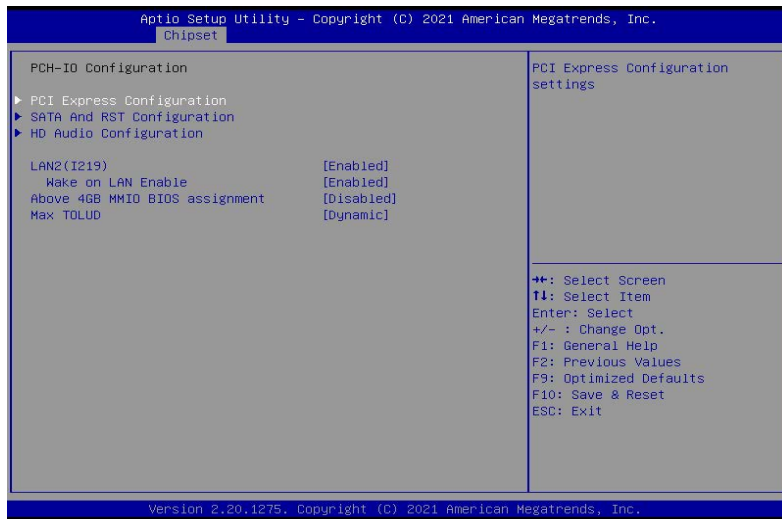 Aptio Setup Utility – Copyright (C) 2021 American Megatrends, Inc.
Chipset
PCH-IO Configuration
▶ PCI Express Configuration
▶ SATA And RST Configuration
▶ HD Audio Configuration
LAN2(I219) [Enabled]
Wake on LAN Enable [Enabled]
Above 4GB MMIO BIOS assignment [Disabled]
Max TOLUD [Dynamic]
PCI Express Configuration
settings
→←: Select Screen
↑↓: Select Item
Enter: Select
+/- : Change Opt.
F1: General Help
F2: Previous Values
F9: Optimized Defaults
F10: Save & Reset
ESC: Exit
Version 2.20.1275. Copyright (C) 2021 American Megatrends, Inc.